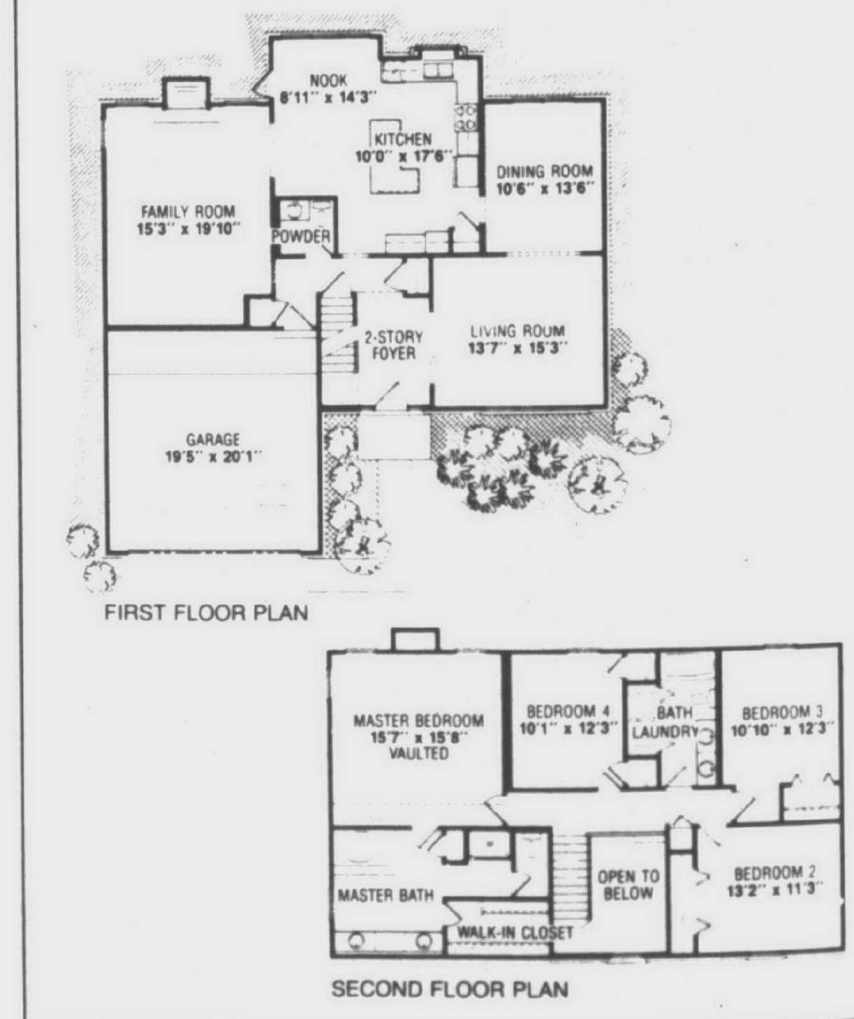 NOOK
8'11" x 14'3"
KITCHEN
10'0" x 17'6"
DINING ROOM
10'6" x 13'6"
FAMILY ROOM
15'3" x 19'10"
POWDER
2-STORY
FOYER
LIVING ROOM
13'7" x 15'3"
GARAGE
19'5" x 20'1"
FIRST FLOOR PLAN
MASTER BEDROOM
15'7" x 15'8"
VAULTED
BEDROOM 4
10'1" x 12'3"
BATH
LAUNDRY
BEDROOM 3
10'10" x 12'3"
MASTER BATH
WALK-IN CLOSET
OPEN TO
BELOW
BEDROOM 2
13'2" x 11'3"
SECOND FLOOR PLAN